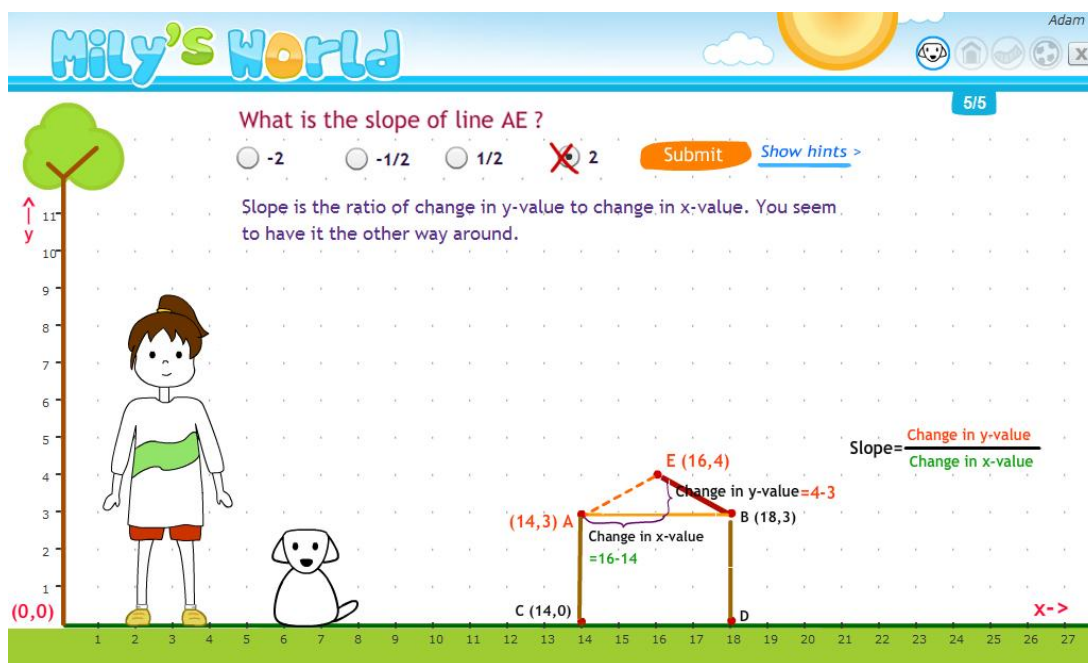 Adam
Mily's World
X
5/5
What is the slope of line AE ?
-2
-1/2
1/2
2
Submit
Show hints >
Slope is the ratio of change in y-value to change in x-value. You seem
to have it the other way around.
y
11
10
9
8
7
6
5
4
3
2
1
(0,0)
Slope=
Change in y-value
Change in x-value
E (16,4)
Change in y-value=4-3
(14,3) A
B (18,3)
Change in x-value
=16-14
C (14,0)
D
x->
1 2 3 4 5 6 7 8 9 10 11 12 13 14 15 16 17 18 19 20 21 22 23 24 25 26 27